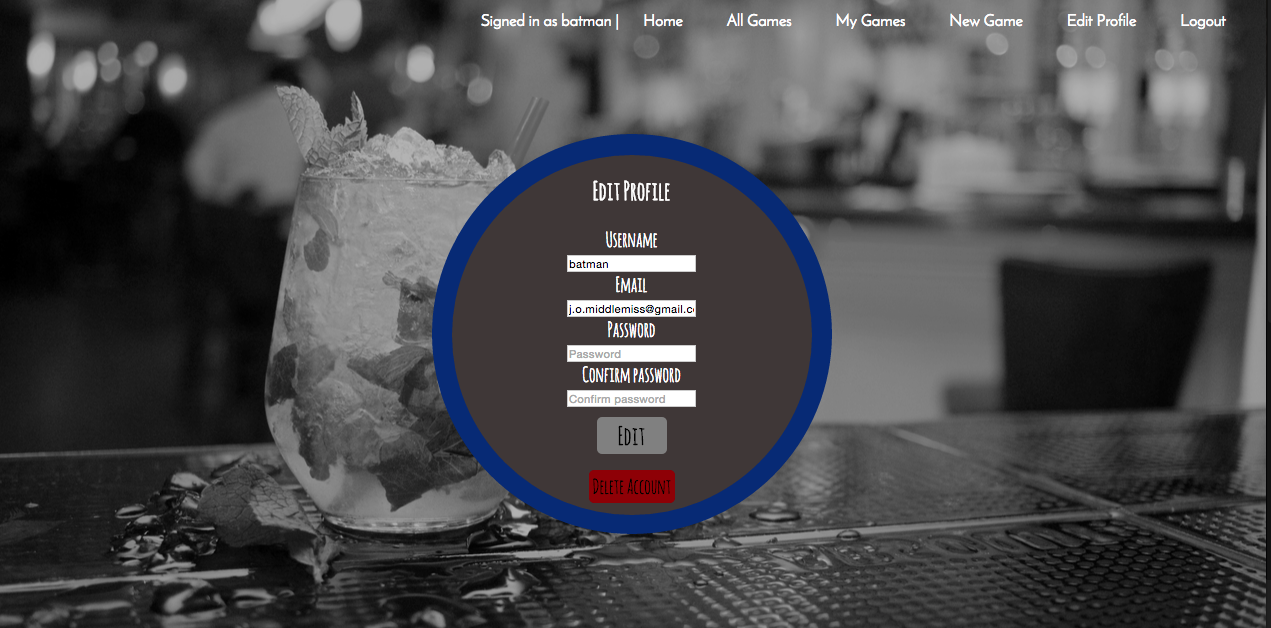 Signed in as batman | Home All Games My Games New Game Edit Profile Logout
Edit Profile
Username
batman
Email
j.o.middlemiss@gmail.c
Password
Password
Confirm password
Confirm password
Edit
Delete Account